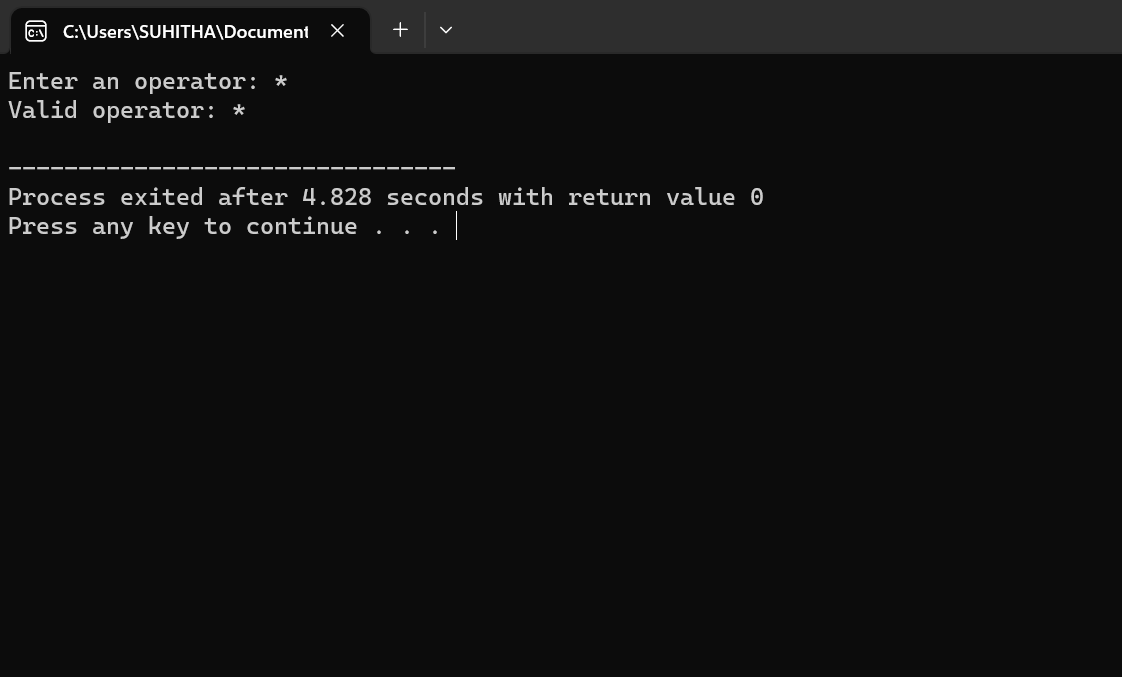 C:\Users\SUHITHA\Document
Enter an operator: *
Valid operator: *
--------------------------------
Process exited after 4.828 seconds with return value 0
Press any key to continue . . .